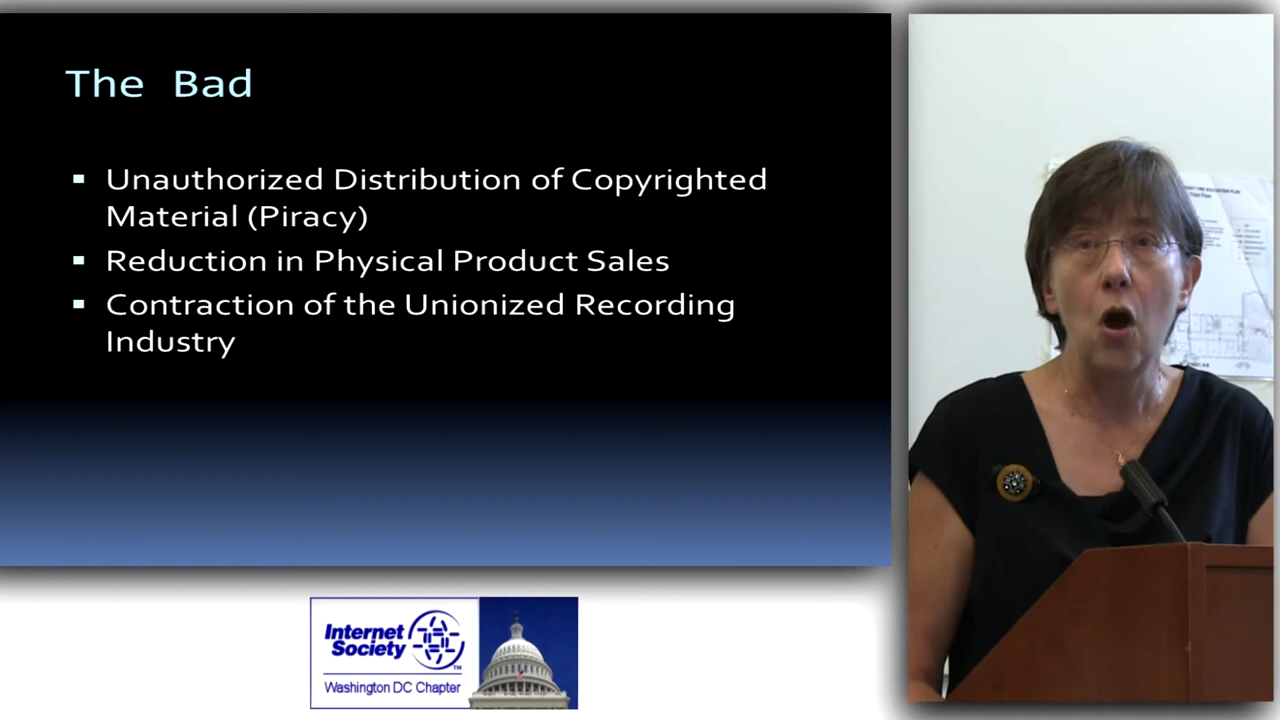 The Bad
Unauthorized Distribution of Copyrighted
Material (Piracy)
Reduction in Physical Product Sales
Contraction of the Unionized Recording
Industry
Internet
Society
TM
Washington DC Chapter